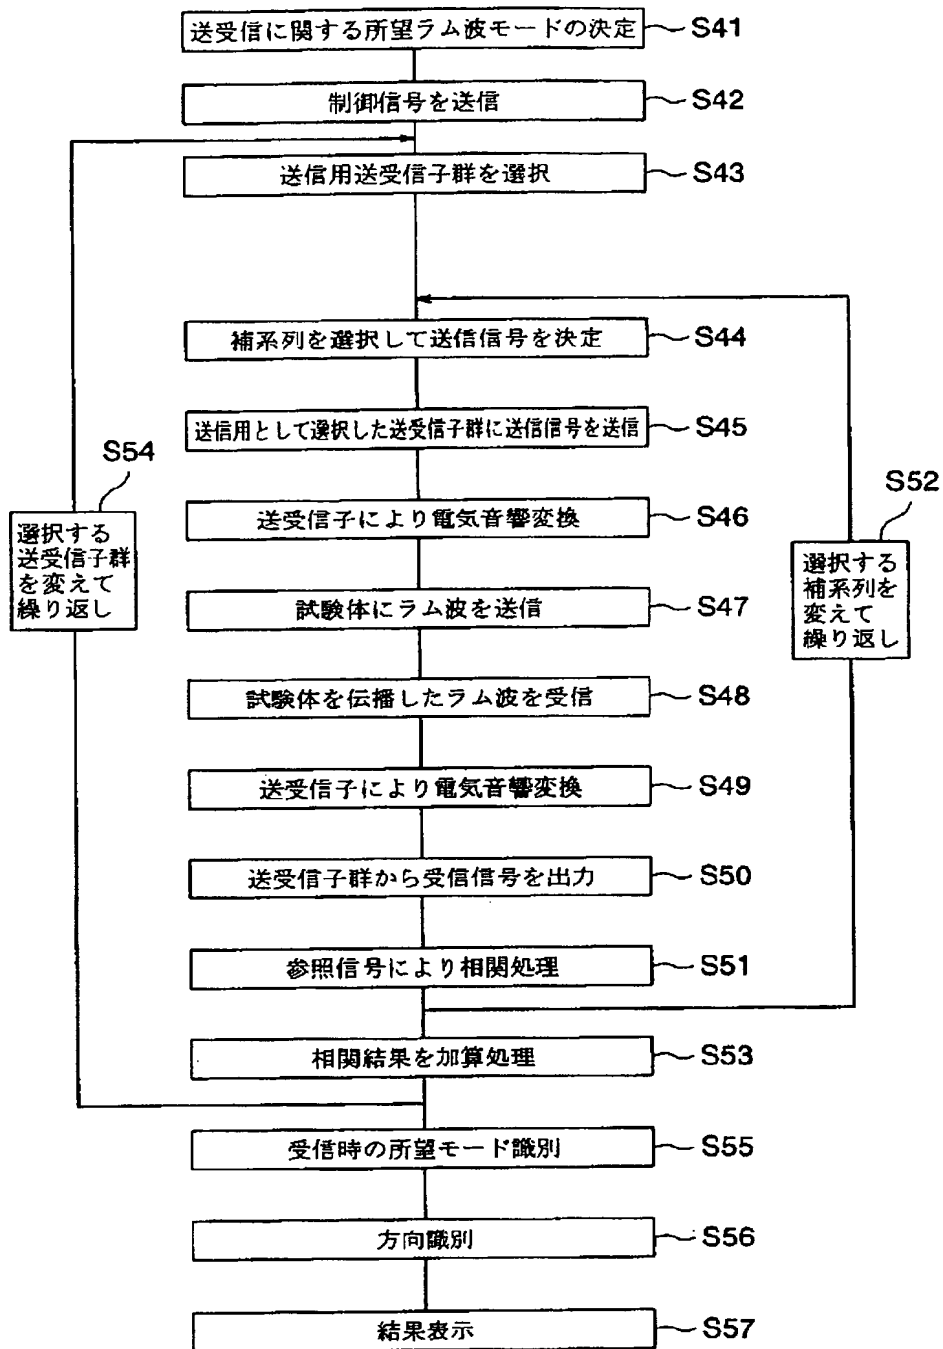 送受信に関する所望ラム波モードの決定 S41
制御信号を送信 S42
送信用送受信子群を選択 S43
補系列を選択して送信信号を決定 S44
送信用として選択した送受信子群に送信信号を送信 S45
送受信子により電気音響変換 S46
試験体にラム波を送信 S47
試験体を伝播したラム波を受信 S48
送受信子により電気音響変換 S49
送受信子群から受信信号を出力 S50
参照信号により相関処理 S51
S52
選択する
補系列を
変えて
繰り返し
相関結果を加算処理 S53
S54
選択する
送受信子群
を変えて
繰り返し
受信時の所望モード識別 S55
方向識別 S56
結果表示 S57